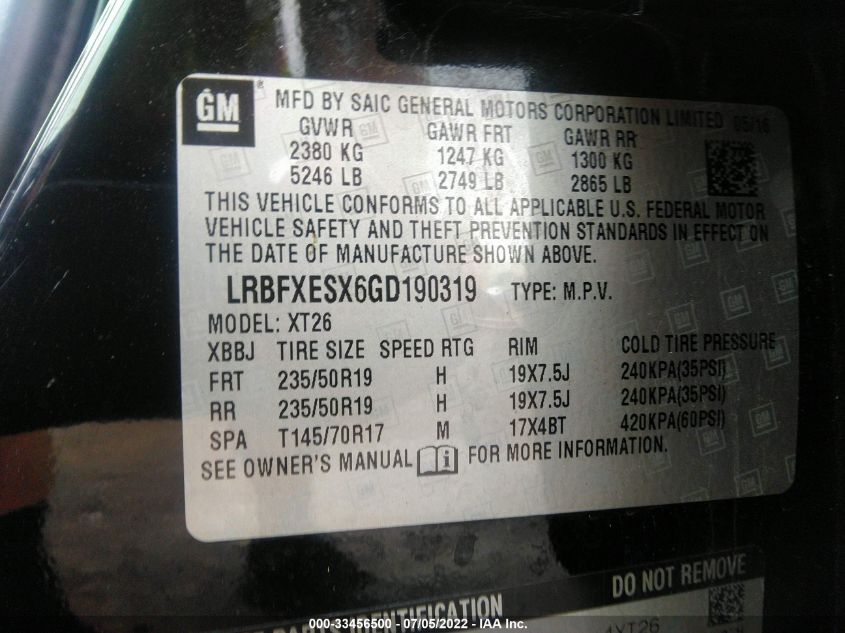 GM
MFD BY SAIC GENERAL MOTORS CORPORATION LIMITED 05/16
GVWR GAWR FRT GAWR RR
2380 KG 1247 KG 1300 KG
5246 LB 2749 LB 2865 LB
THIS VEHICLE CONFORMS TO ALL APPLICABLE U.S. FEDERAL MOTOR
VEHICLE SAFETY AND THEFT PREVENTION STANDARDS IN EFFECT ON
THE DATE OF MANUFACTURE SHOWN ABOVE.
LRBFXESX6GD190319 TYPE: M.P.V.
MODEL: XT26
XBBJ TIRE SIZE SPEED RTG RIM COLD TIRE PRESSURE
FRT 235/50R19 H 19X7.5J 240KPA(35PSI)
RR 235/50R19 H 19X7.5J 240KPA(35PSI)
SPA T145/70R17 M 17X4BT 420KPA(60PSI)
SEE OWNER'S MANUAL FOR MORE INFORMATION.
DO NOT REMOVE
PARTS IDENTIFICATION
XT26
000-33456500 - 07/05/2022 - IAA Inc.